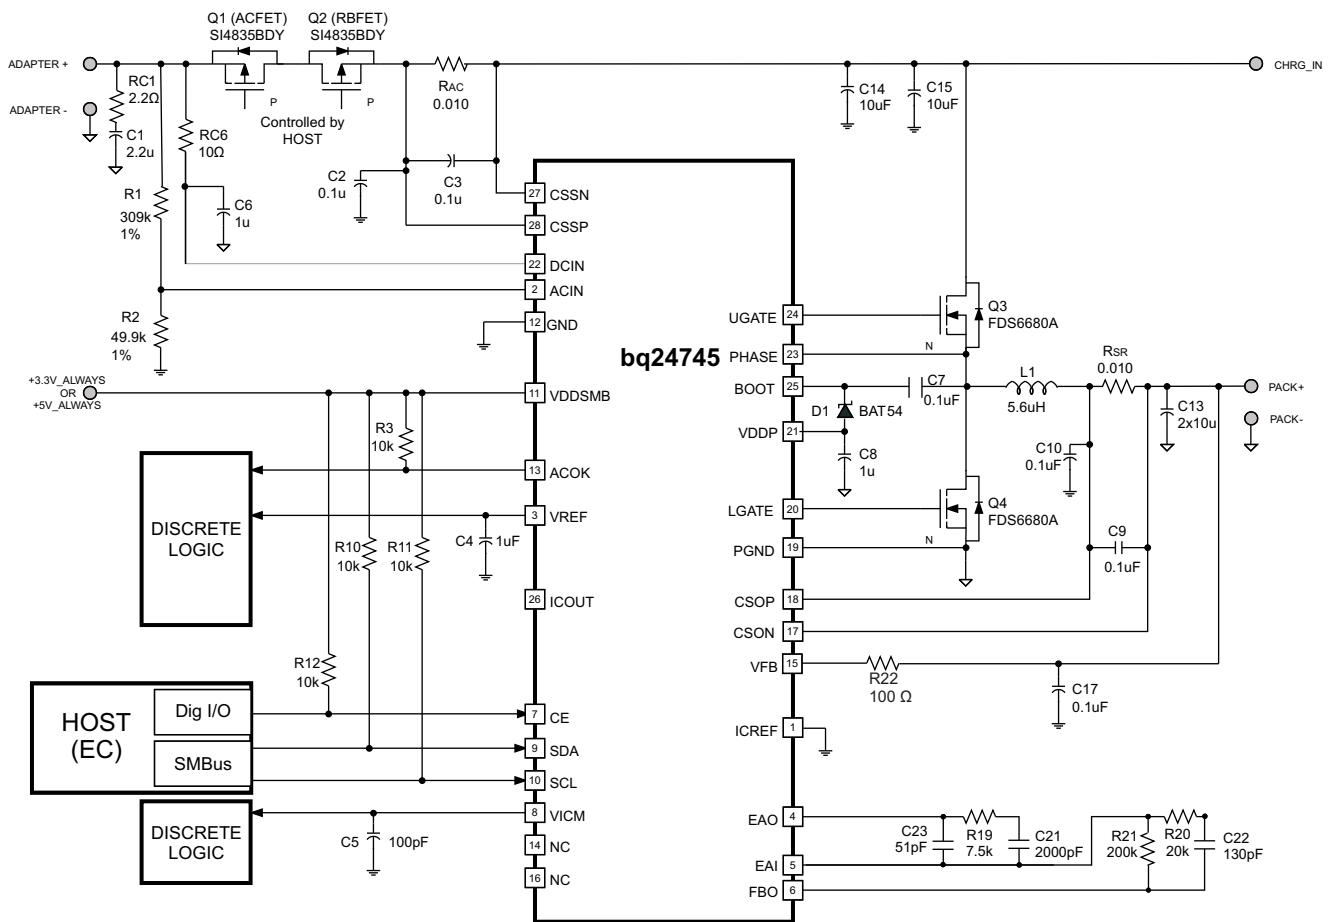 Q1 (ACFET)
SI4835BDY
Q2 (RBFET)
SI4835BDY
ADAPTER +
RC1
2.2Ω
P
P
RAC
0.010
C14
10uF
C15
10uF
CHRG_IN
ADAPTER -
C1
2.2u
RC6
10Ω
Controlled by
HOST
C2
0.1u
C3
0.1u
R1
309k
1%
C6
1u
27 CSSN
28 CSSP
22 DCIN
2 ACIN
R2
49.9k
1%
12 GND
bq24745
UGATE 24
Q3
FDS6680A
N
PHASE 23
+3.3V_ALWAYS
OR
+5V_ALWAYS
11 VDDSMB
BOOT 25
C7
0.1uF
L1
5.6uH
RSR
0.010
PACK+
C13
2x10u
PACK-
D1
BAT54
VDDP 21
R3
10k
C8
1u
C10
0.1uF
13 ACOK
LGATE 20
Q4
FDS6680A
N
DISCRETE
LOGIC
3 VREF
C4
1uF
R10
10k
R11
10k
PGND 19
C9
0.1uF
26 ICOUT
CSOP 18
CSON 17
VFB 15
R22
100 Ω
C17
0.1uF
R12
10k
HOST
(EC)
Dig I/O
SMBus
7 CE
9 SDA
10 SCL
ICREF 1
8 VICM
DISCRETE
LOGIC
C5
100pF
14 NC
16 NC
EAO 4
C23
51pF
R19
7.5k
C21
2000pF
R21
200k
R20
20k
C22
130pF
EAI 5
FBO 6